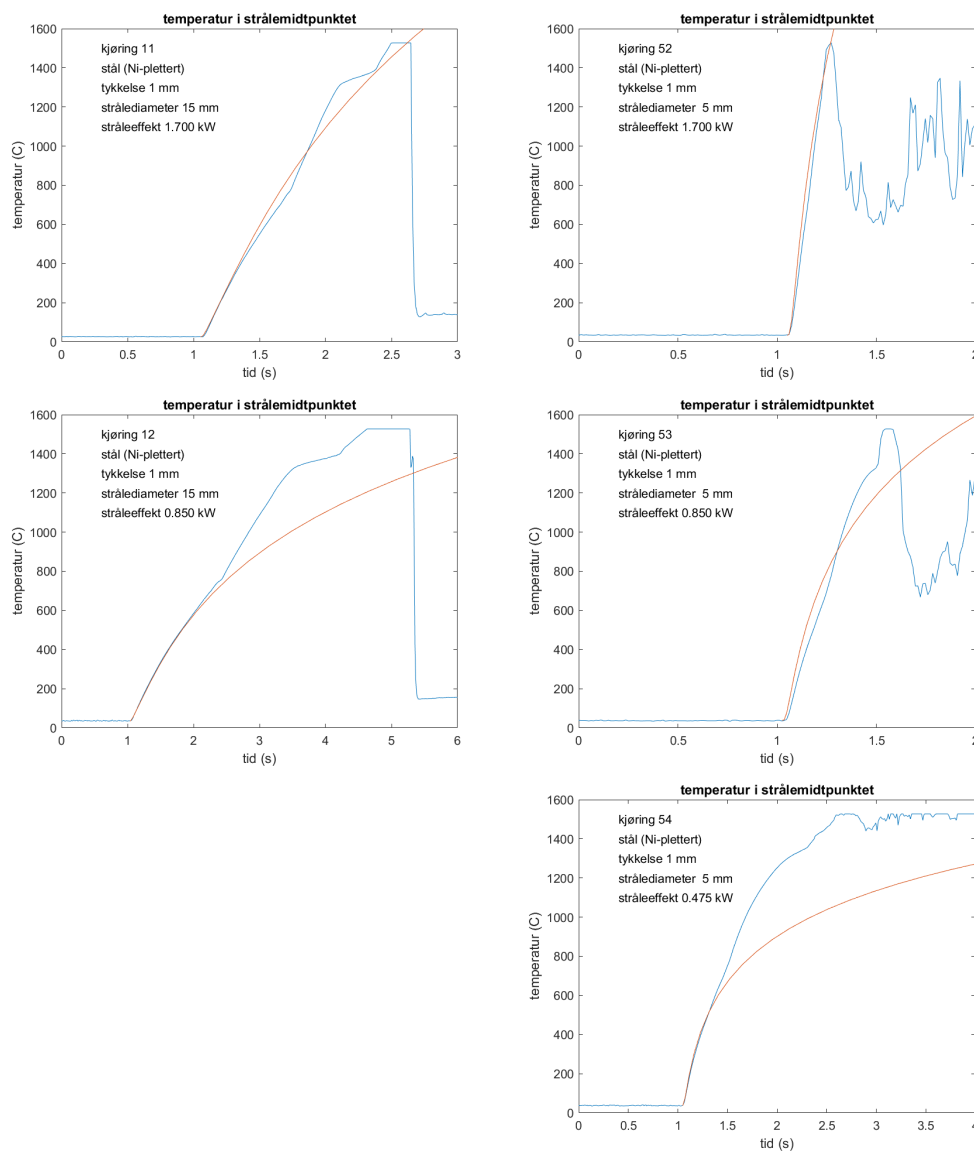 temperatur i strålemidtpunktet
kjøring 11
stål (Ni-plettert)
tykkelse 1 mm
strålediameter 15 mm
stråleeffekt 1.700 kW
temperatur (C)
1600
1400
1200
1000
800
600
400
200
0
0 0.5 1 1.5 2 2.5 3
tid (s)
temperatur i strålemidtpunktet
kjøring 52
stål (Ni-plettert)
tykkelse 1 mm
strålediameter 5 mm
stråleeffekt 1.700 kW
temperatur (C)
1600
1400
1200
1000
800
600
400
200
0
0 0.5 1 1.5 2
tid (s)
temperatur i strålemidtpunktet
kjøring 12
stål (Ni-plettert)
tykkelse 1 mm
strålediameter 15 mm
stråleeffekt 0.850 kW
temperatur (C)
1600
1400
1200
1000
800
600
400
200
0
0 1 2 3 4 5 6
tid (s)
temperatur i strålemidtpunktet
kjøring 53
stål (Ni-plettert)
tykkelse 1 mm
strålediameter 5 mm
stråleeffekt 0.850 kW
temperatur (C)
1600
1400
1200
1000
800
600
400
200
0
0 0.5 1 1.5 2
tid (s)
temperatur i strålemidtpunktet
kjøring 54
stål (Ni-plettert)
tykkelse 1 mm
strålediameter 5 mm
stråleeffekt 0.475 kW
temperatur (C)
1600
1400
1200
1000
800
600
400
200
0
0 0.5 1 1.5 2 2.5 3 3.5 4
tid (s)